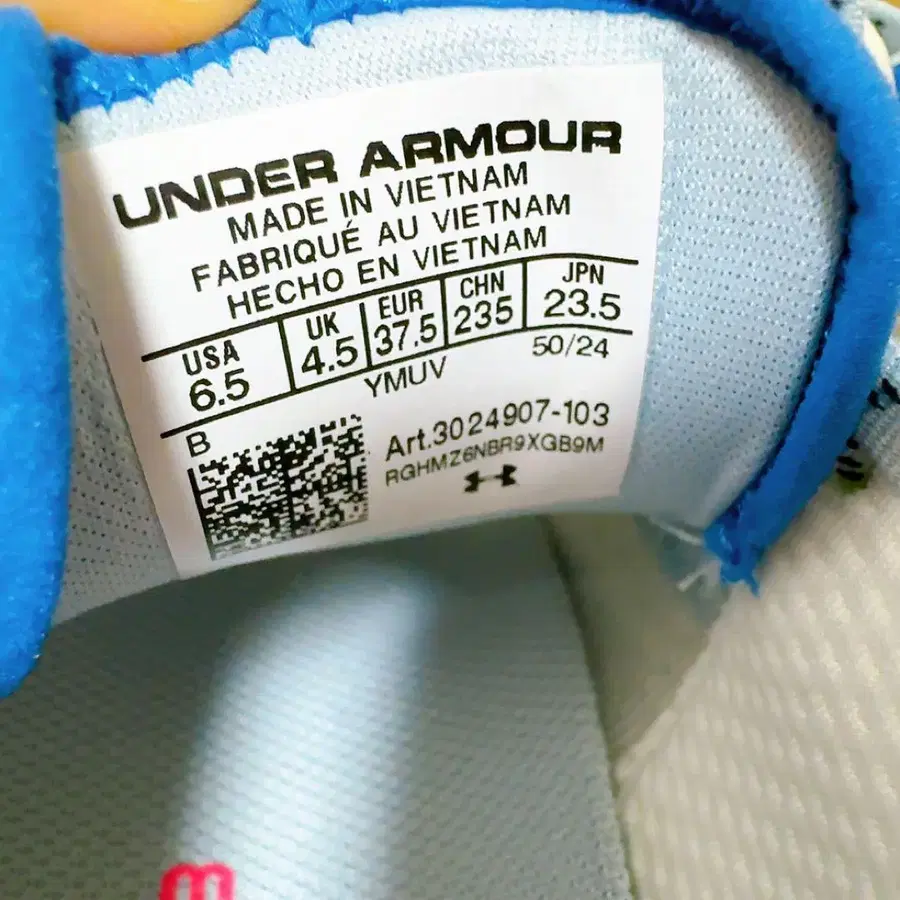 UNDER ARMOUR
MADE IN VIETNAM
FABRIQUÉ AU VIETNAM
HECHO EN VIETNAM
USA UK EUR CHN JPN
6.5 4.5 37.5 235 23.5
YMUV 50/24
B
Art.3024907-103
RGHMZ6NBR9XGB9M
m